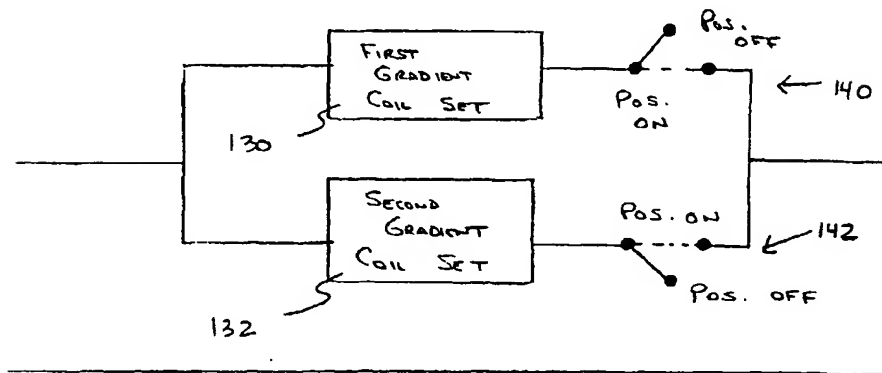 Pos.
OFF
FIRST
GRADIENT
COIL SET
140
Pos.
ON
130
SECOND
GRADIENT
COIL SET
Pos. ON
142
Pos. OFF
132